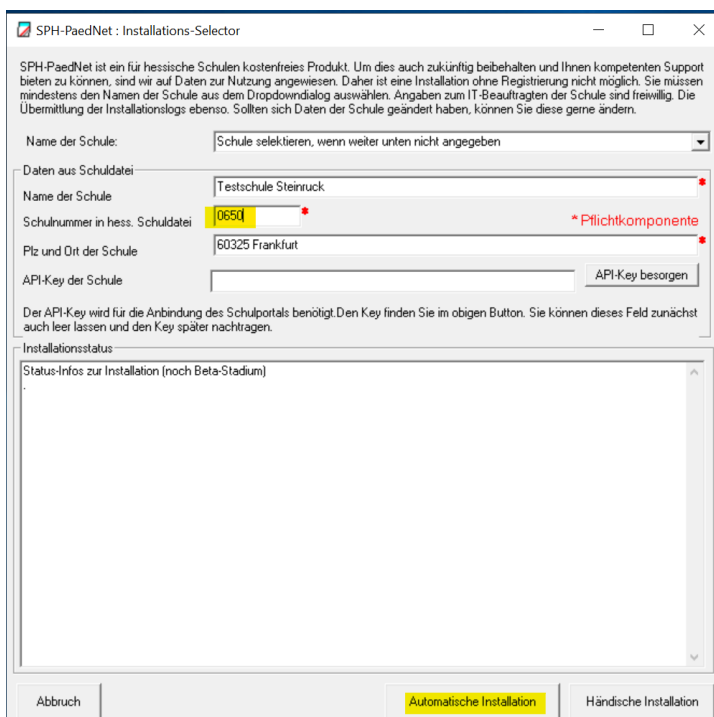 SPH-PaedNet : Installations-Selector
SPH-PaedNet ist ein für hessische Schulen kostenfreies Produkt. Um dies auch zukünftig beibehalten und Ihnen kompetenten Support
bieten zu können, sind wir auf Daten zur Nutzung angewiesen. Daher ist eine Installation ohne Registrierung nicht möglich. Sie müssen
mindestens den Namen der Schule aus dem Dropdowndialog auswählen. Angaben zum IT-Beauftragten der Schule sind freiwillig. Die
Übermittlung der Installationslogs ebenso. Sollten sich Daten der Schule geändert haben, können Sie diese gerne ändern.
Name der Schule: Schule selektieren, wenn weiter unten nicht angegeben
Daten aus Schuldatei
Name der Schule Testschule Steinruck *
Schulnummer in hess. Schuldatei 0650 * * Pflichtkomponente
Plz und Ort der Schule 60325 Frankfurt *
API-Key der Schule API-Key besorgen
Der API-Key wird für die Anbindung des Schulportals benötigt.Den Key finden Sie im obigen Button. Sie können dieses Feld zunächst
auch leer lassen und den Key später nachtragen.
Installationsstatus
Status-Infos zur Installation (noch Beta-Stadium)
.
Abbruch Automatische Installation Händische Installation